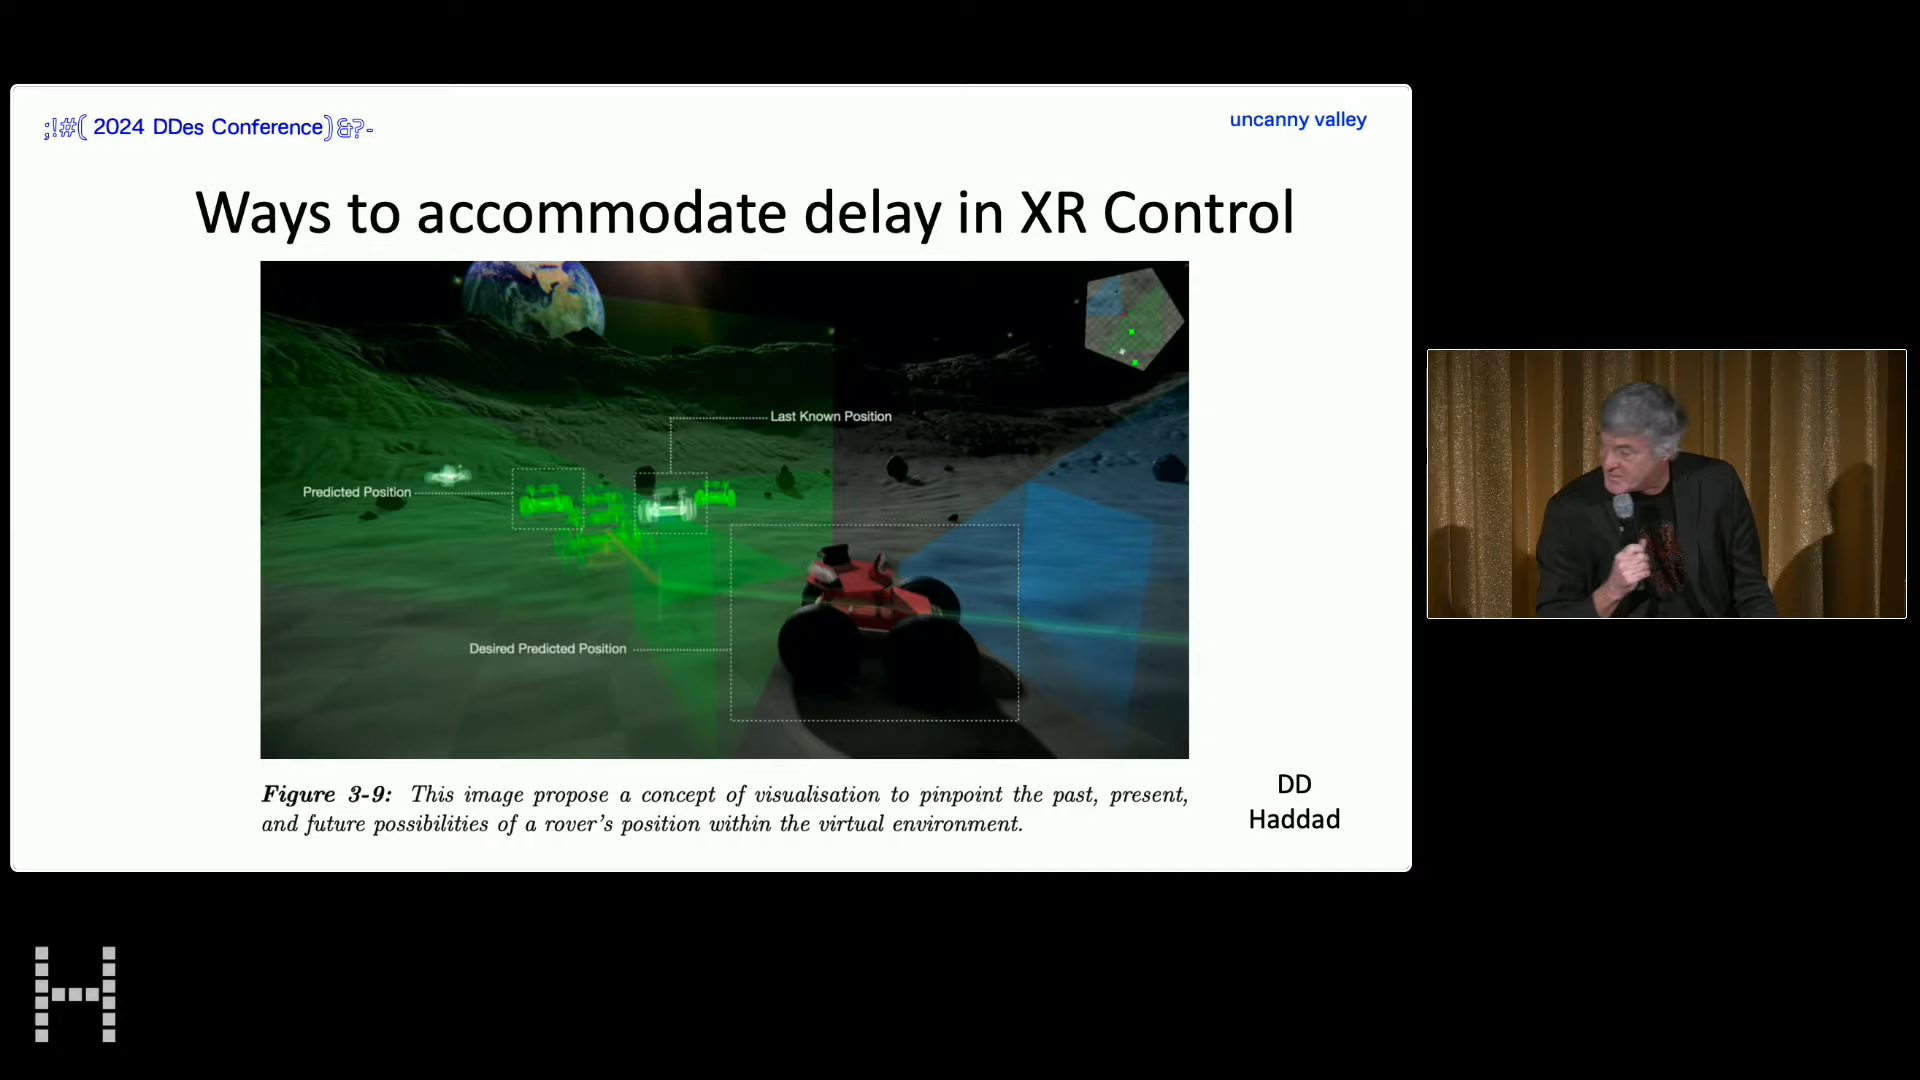 ;!#( 2024 DDes Conference)&?-
uncanny valley
Ways to accommodate delay in XR Control
Last Known Position
Predicted Position
Desired Predicted Position
Figure 3-9: This image propose a concept of visualisation to pinpoint the past, present,
and future possibilities of a rover's position within the virtual environment.
DD
Haddad
H